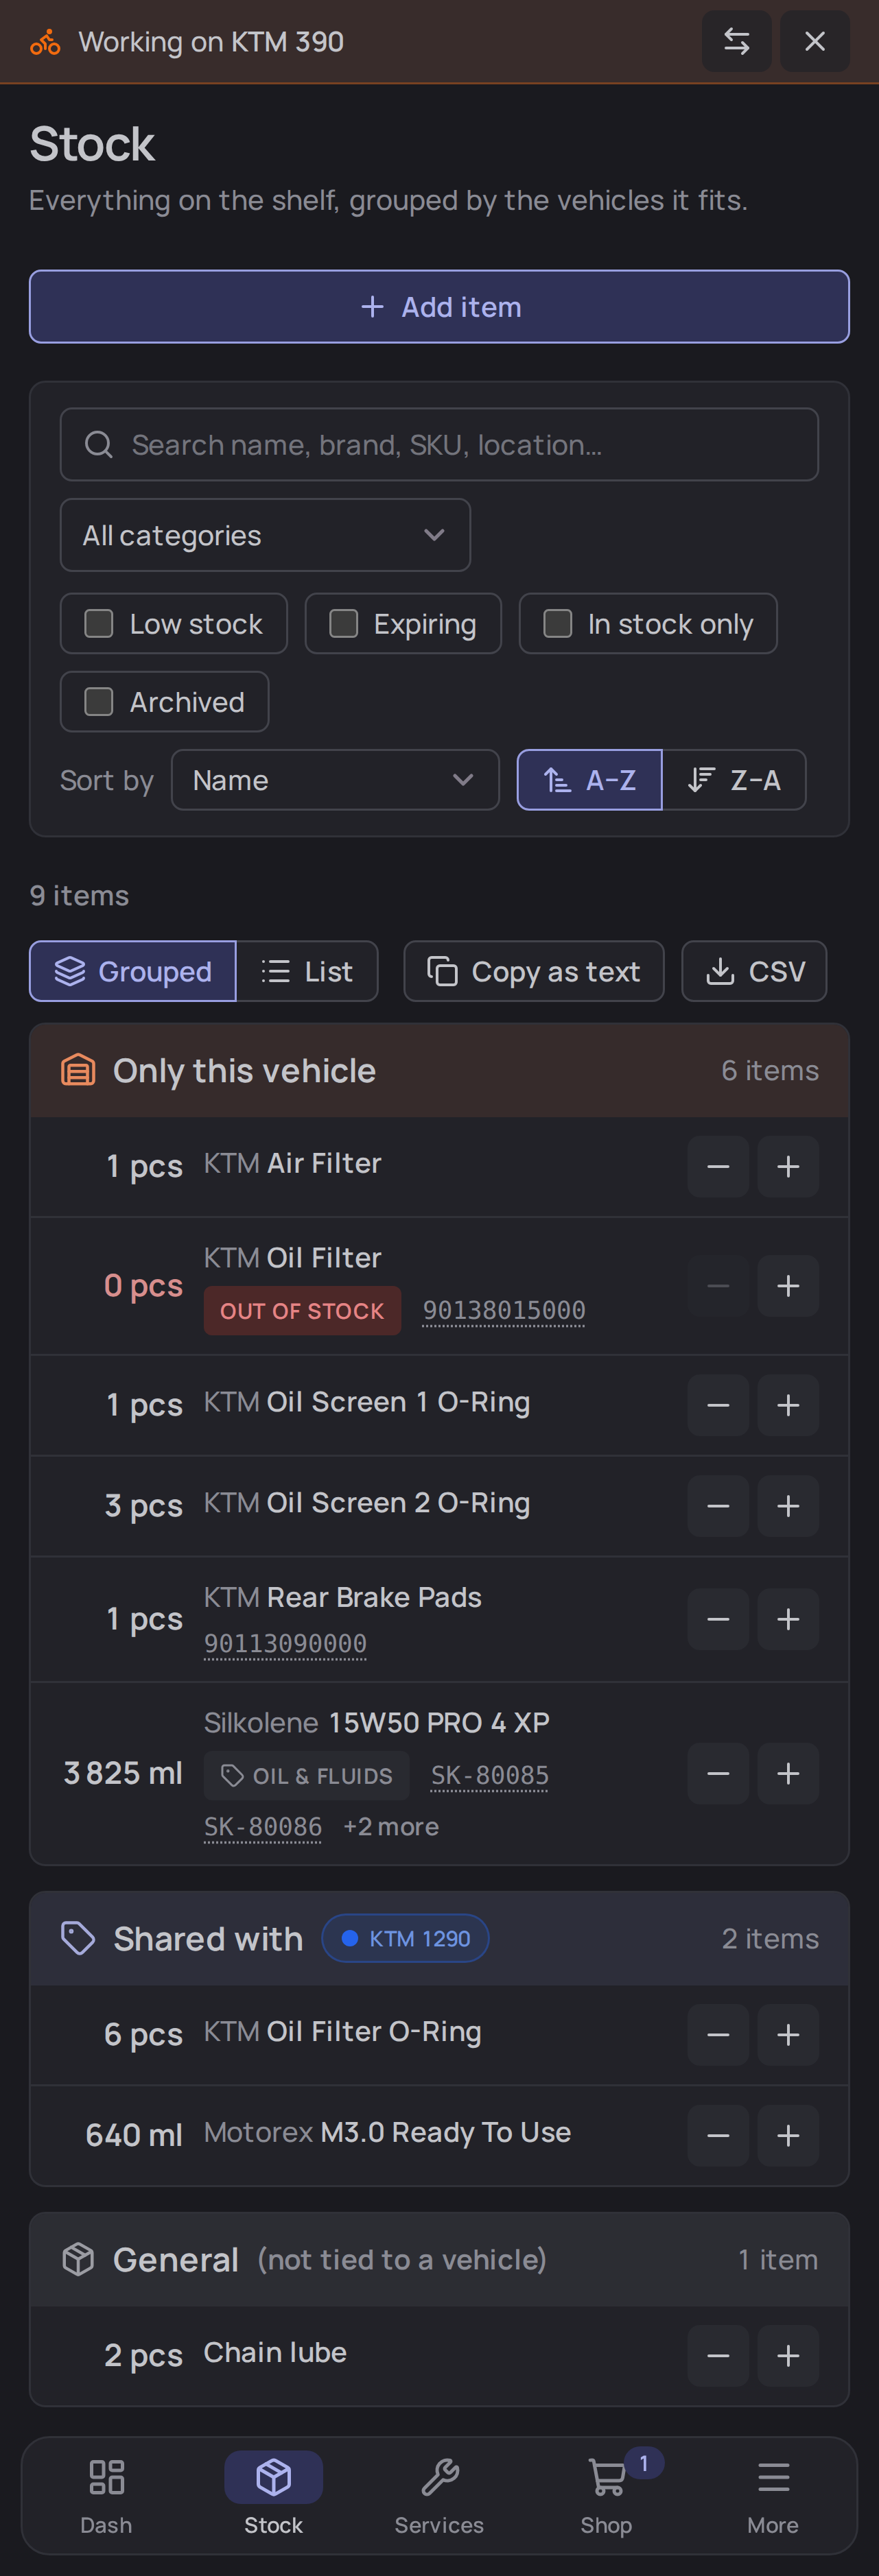 Working on KTM 390
Stock
Everything on the shelf, grouped by the vehicles it fits.
Add item
Search name, brand, SKU, location…
All categories
Low stock
Expiring
In stock only
Archived
Sort by
Name
A–Z
Z–A
9 items
Grouped
List
Copy as text
CSV
Only this vehicle
6 items
1 pcs
KTM Air Filter
0 pcs
KTM Oil Filter
OUT OF STOCK
90138015000
1 pcs
KTM Oil Screen 1 O-Ring
3 pcs
KTM Oil Screen 2 O-Ring
1 pcs
KTM Rear Brake Pads
90113090000
3 825 ml
Silkolene 15W50 PRO 4 XP
OIL & FLUIDS
SK-80085
SK-80086
+2 more
Shared with
KTM 1290
2 items
6 pcs
KTM Oil Filter O-Ring
640 ml
Motorex M3.0 Ready To Use
General (not tied to a vehicle)
1 item
2 pcs
Chain lube
1
Dash
Stock
Services
Shop
More